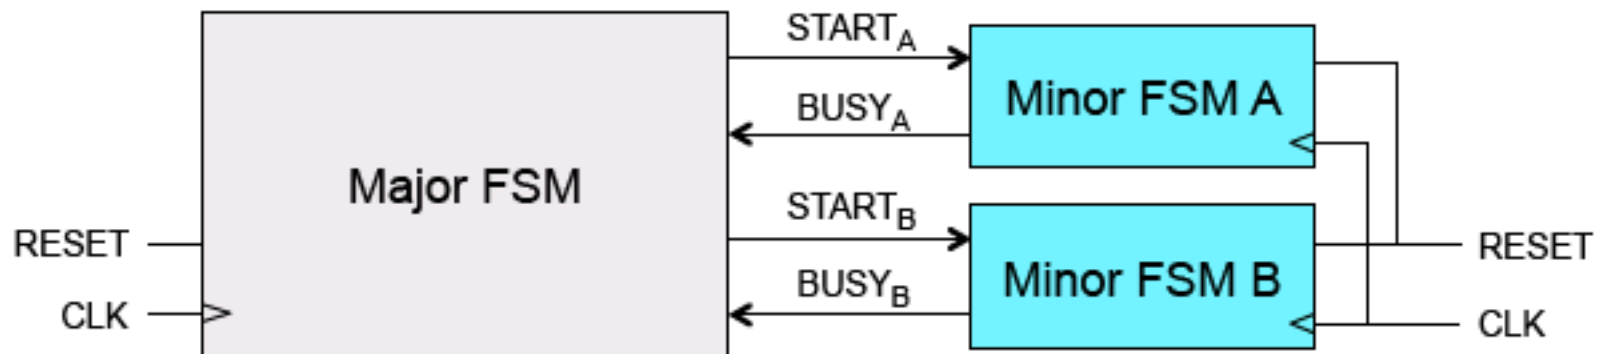 START_A
Minor FSM A
BUSY_A
Major FSM
START_B
RESET
RESET
Minor FSM B
BUSY_B
CLK
CLK